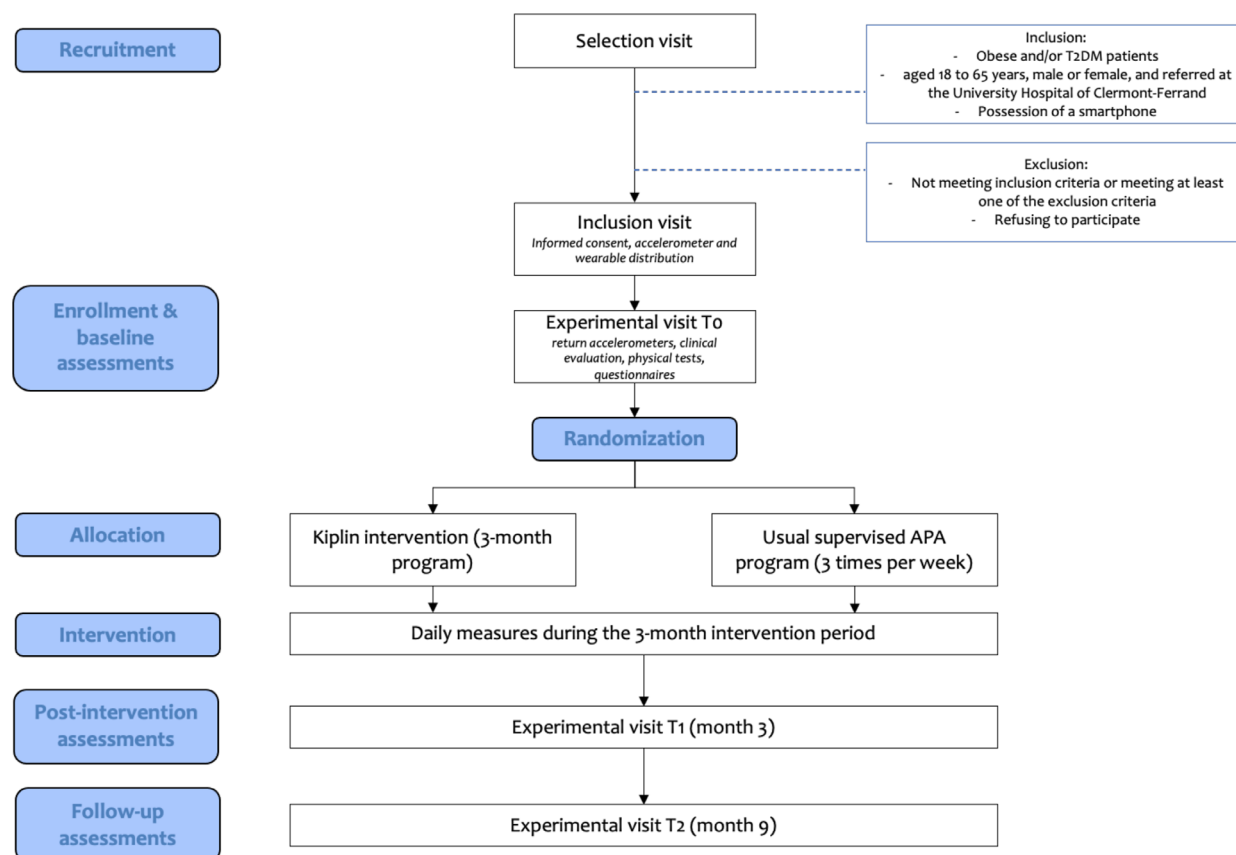 Recruitment
Selection visit
Inclusion:
- Obese and/or T2DM patients
- aged 18 to 65 years, male or female, and referred at
the University Hospital of Clermont-Ferrand
- Possession of a smartphone
Exclusion:
- Not meeting inclusion criteria or meeting at least
one of the exclusion criteria
- Refusing to participate
Inclusion visit
Informed consent, accelerometer and
wearable distribution
Enrollment &
baseline
assessments
Experimental visit T0
return accelerometers, clinical
evaluation, physical tests,
questionnaires
Randomization
Allocation
Kiplin intervention (3-month
program)
Usual supervised APA
program (3 times per week)
Intervention
Daily measures during the 3-month intervention period
Post-intervention
assessments
Experimental visit T1 (month 3)
Follow-up
assessments
Experimental visit T2 (month 9)